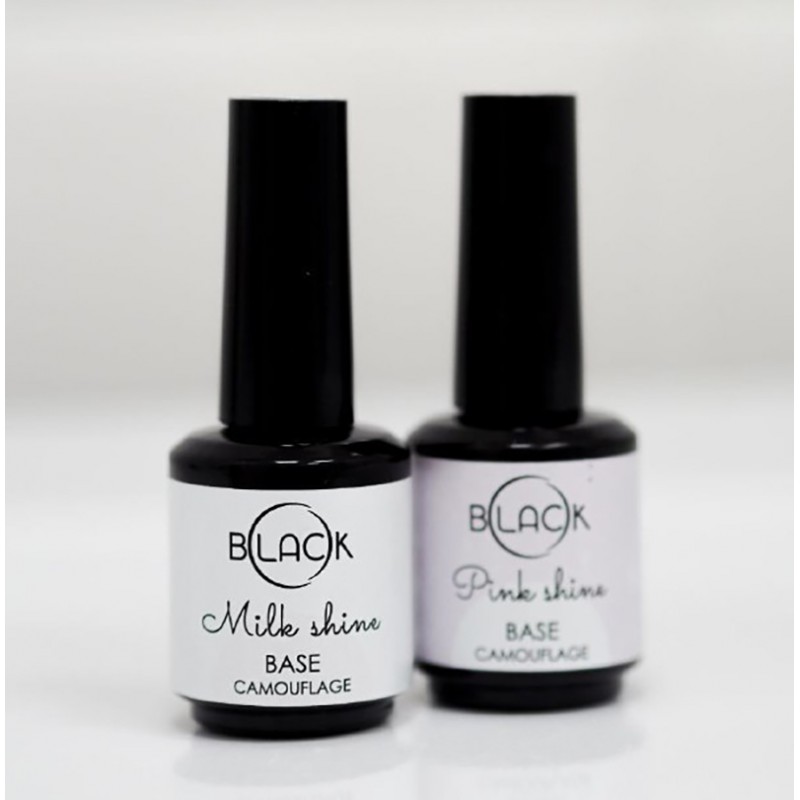 BLACK
Milk shine
BASE
CAMOUFLAGE
BLACK
Pink shine
BASE
CAMOUFLAGE